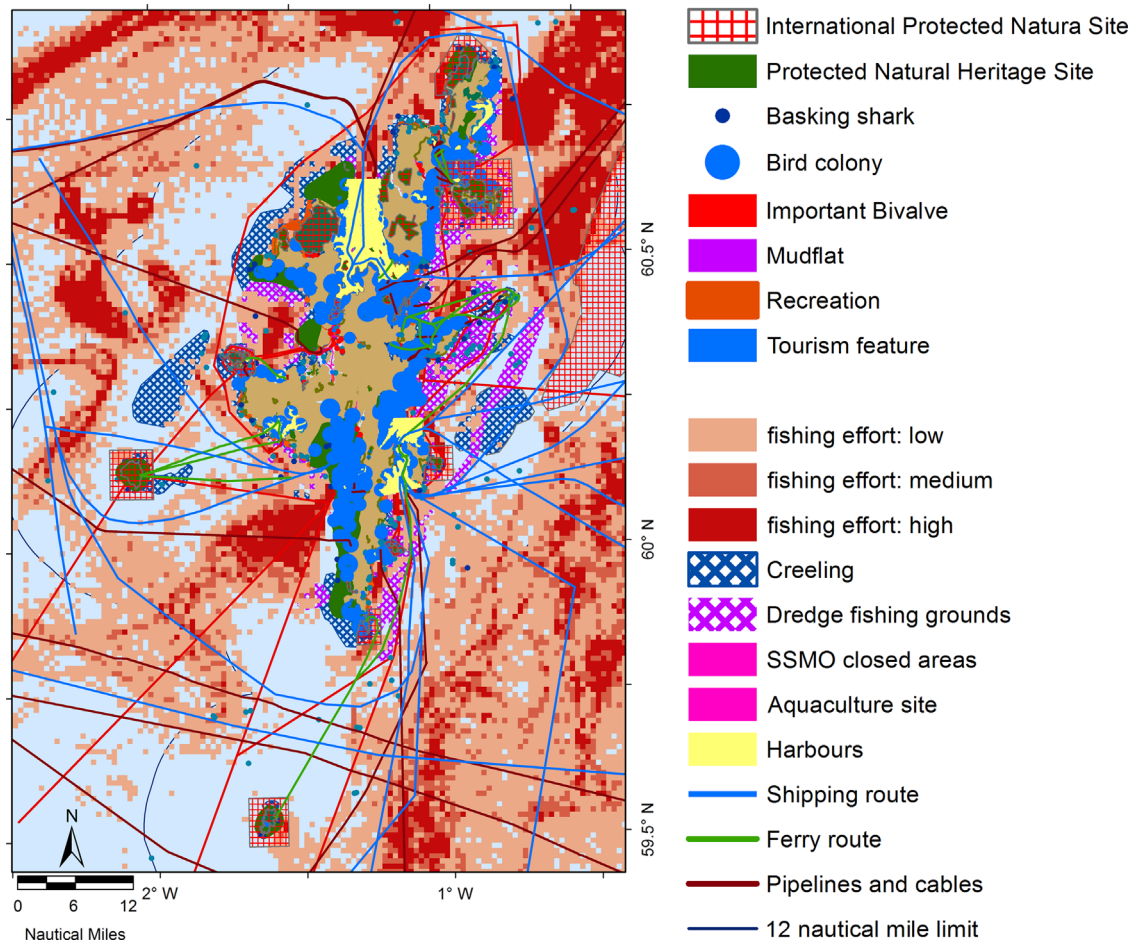 International Protected Natura Site
Protected Natural Heritage Site
Basking shark
Bird colony
Important Bivalve
Mudflat
Recreation
Tourism feature
fishing effort: low
fishing effort: medium
fishing effort: high
Creeling
Dredge fishing grounds
SSMO closed areas
Aquaculture site
Harbours
Shipping route
Ferry route
Pipelines and cables
12 nautical mile limit
60.5° N
60° N
59.5° N
N
2° W
1° W
0 6 12
Nautical Miles